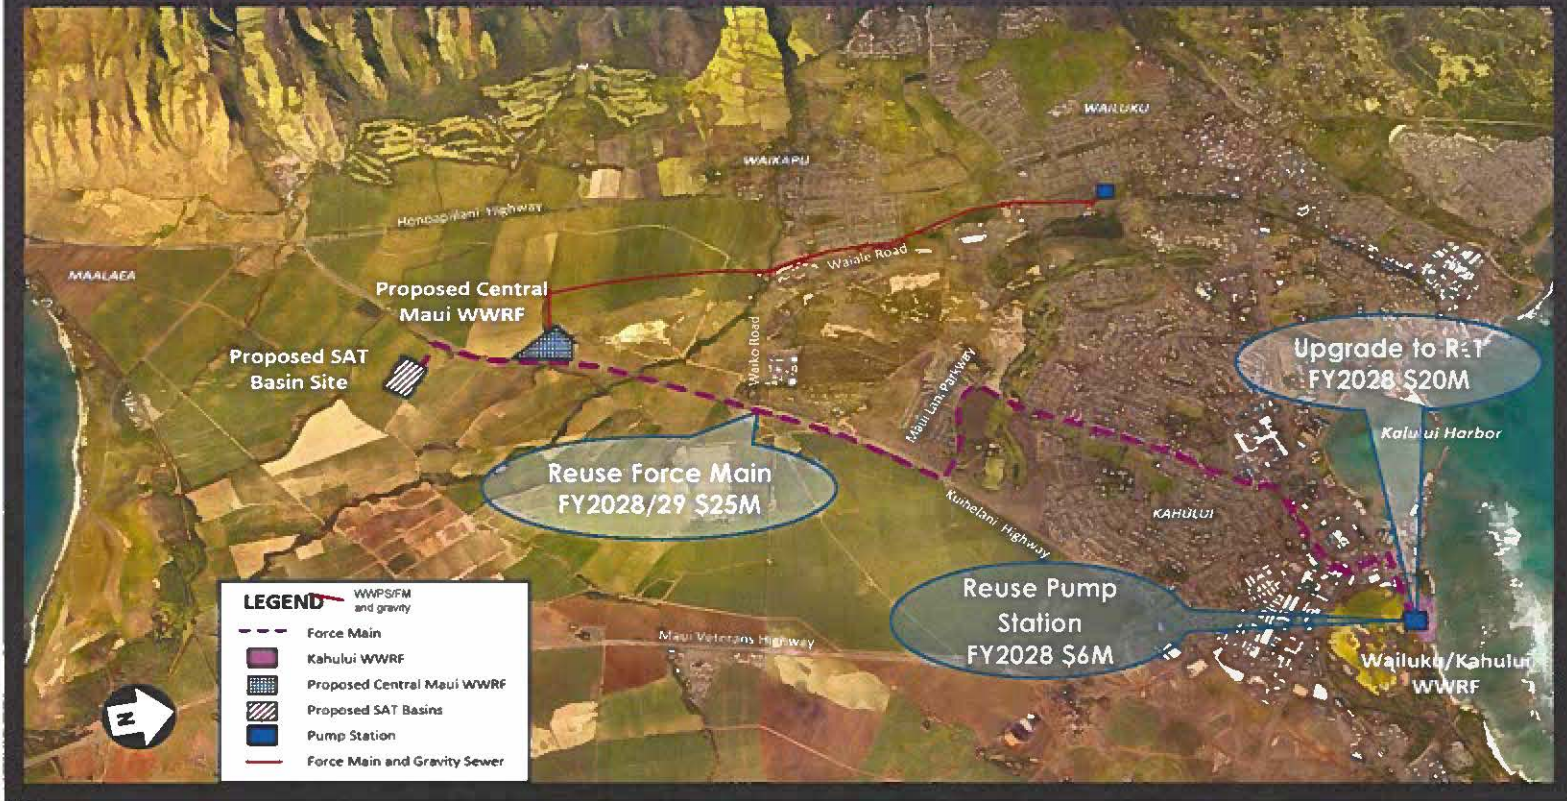 WAILUKU
WAIKAPU
Honoapiilani Highway
MAALAEA
Waiale Road
Proposed Central
Maui WWRF
Proposed SAT
Basin Site
Waiko Road
Maui Lani Parkway
Upgrade to R-1
FY2028 $20M
Kahului Harbor
Reuse Force Main
FY2028/29 $25M
KAHULUI
Kuihelani Highway
Reuse Pump
Station
FY2028 $6M
Maui Veterans Highway
Wailuku/Kahului
WWRF
N
LEGEND
WWPS/FM
and gravity
Force Main
Kahului WWRF
Proposed Central Maui WWRF
Proposed SAT Basins
Pump Station
Force Main and Gravity Sewer